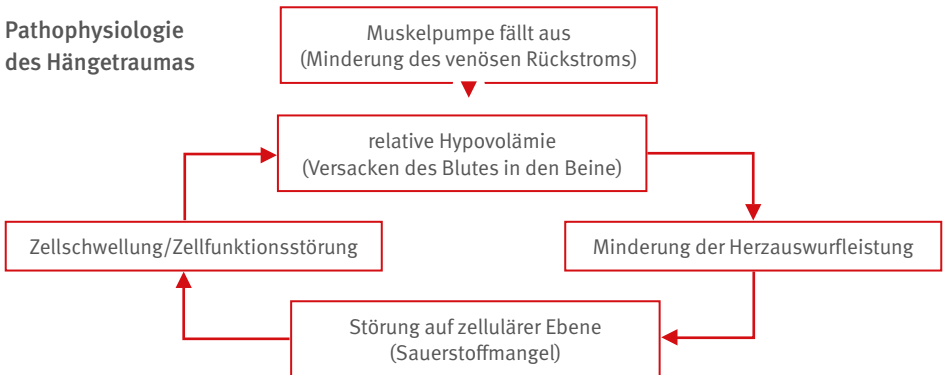 Pathophysiologie
des Hängetraumas
Muskelpumpe fällt aus
(Minderung des venösen Rückstroms)
relative Hypovolämie
(Versacken des Blutes in den Beine)
Zellschwellung/Zellfunktionsstörung
Minderung der Herzauswurfleistung
Störung auf zellulärer Ebene
(Sauerstoffmangel)